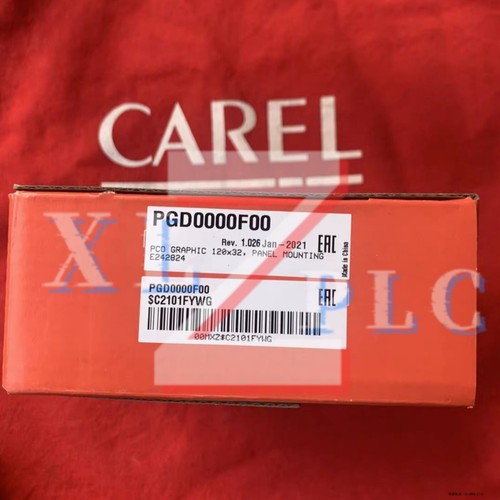 CAREL
PGD0000F00
Rev. 1.026 Jan-2021
EAC
PCO GRAPHIC 120x32, PANEL MOUNTING
E242824
Made in China
PGD0000F00
SC2101FYWG
EAC
00MXZ#C2101FYWG
XL PLC